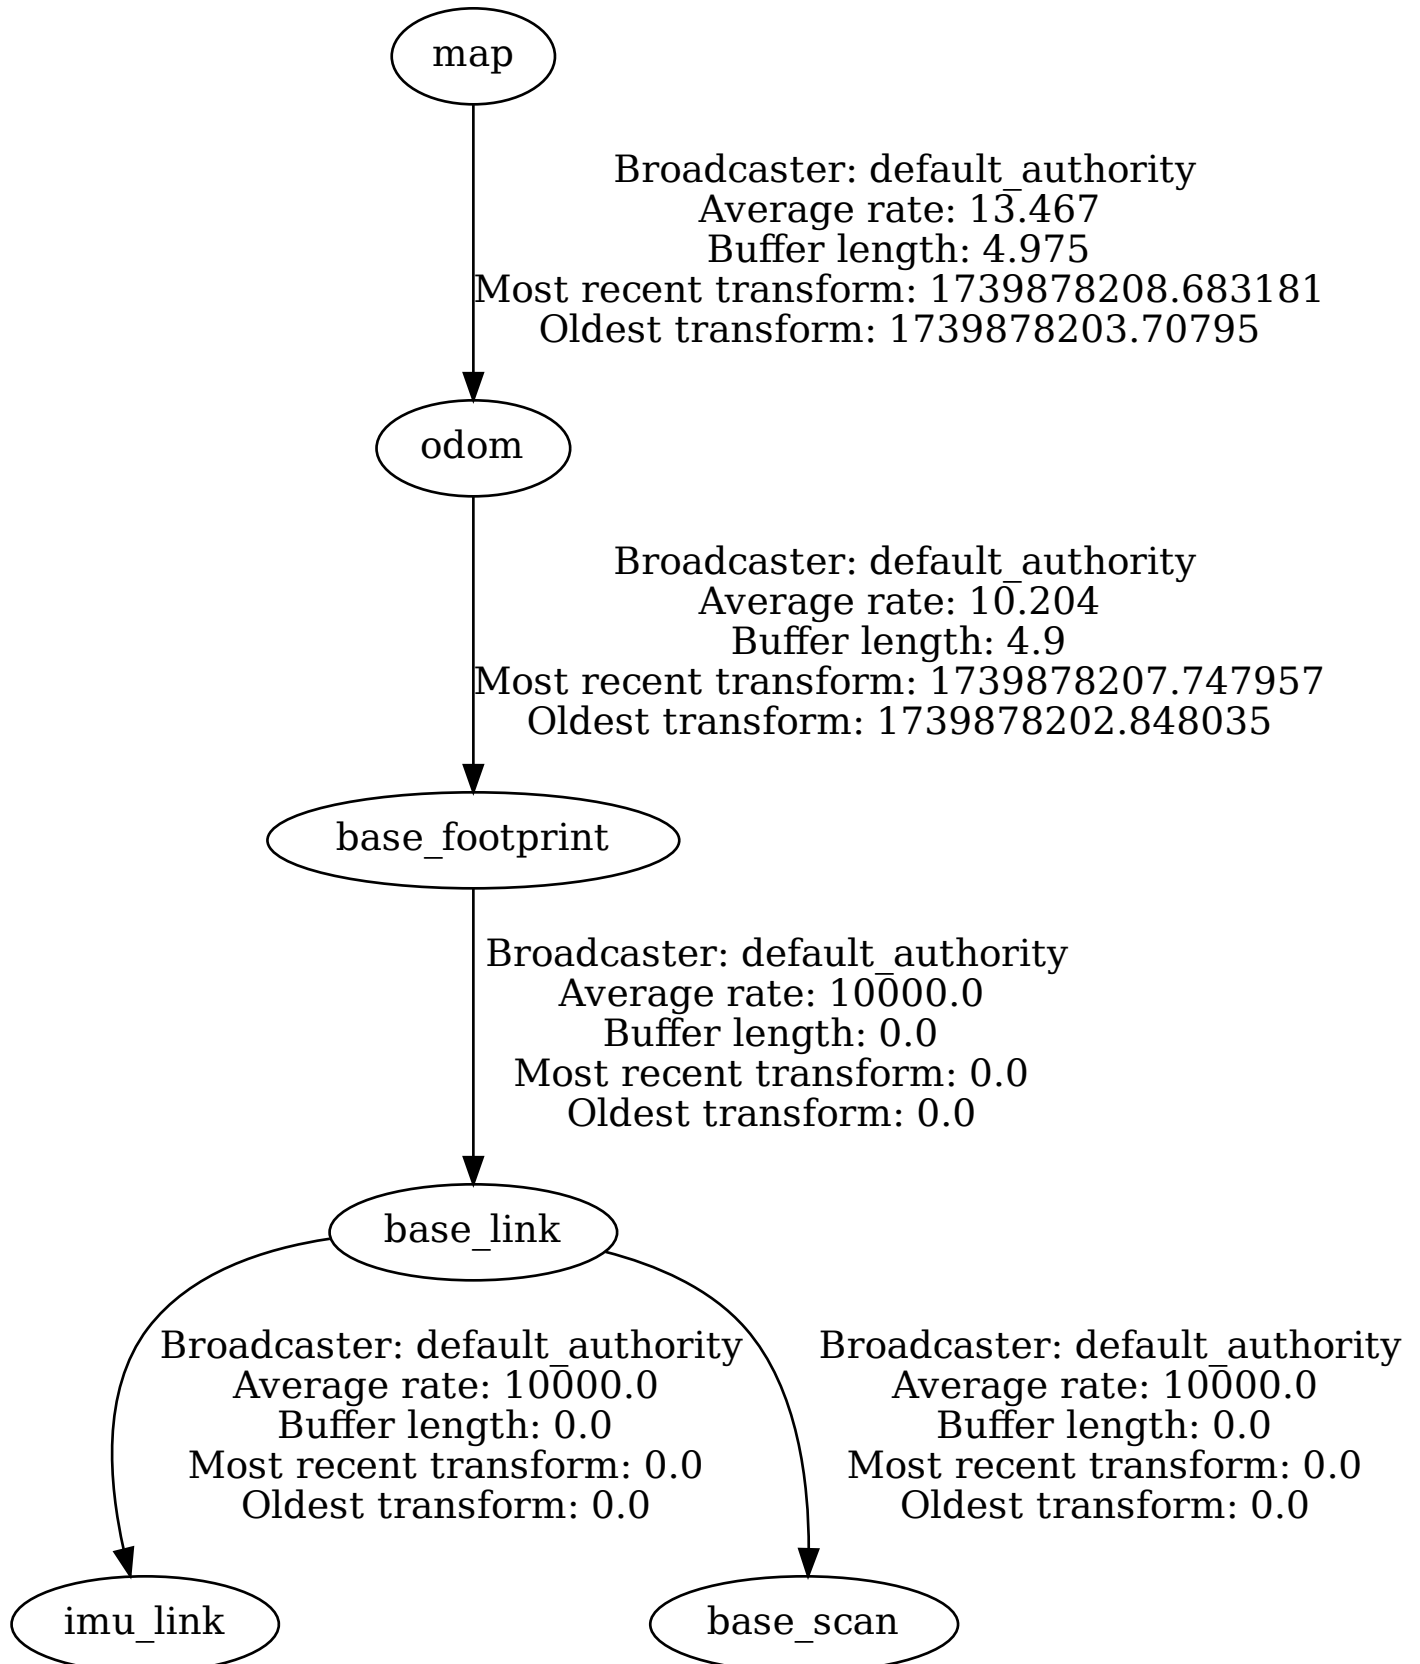 map
Broadcaster: default_authority
Average rate: 13.467
Buffer length: 4.975
Most recent transform: 1739878208.683181
Oldest transform: 1739878203.70795
odom
Broadcaster: default_authority
Average rate: 10.204
Buffer length: 4.9
Most recent transform: 1739878207.747957
Oldest transform: 1739878202.848035
base_footprint
Broadcaster: default_authority
Average rate: 10000.0
Buffer length: 0.0
Most recent transform: 0.0
Oldest transform: 0.0
base_link
Broadcaster: default_authority
Average rate: 10000.0
Buffer length: 0.0
Most recent transform: 0.0
Oldest transform: 0.0
Broadcaster: default_authority
Average rate: 10000.0
Buffer length: 0.0
Most recent transform: 0.0
Oldest transform: 0.0
imu_link
base_scan